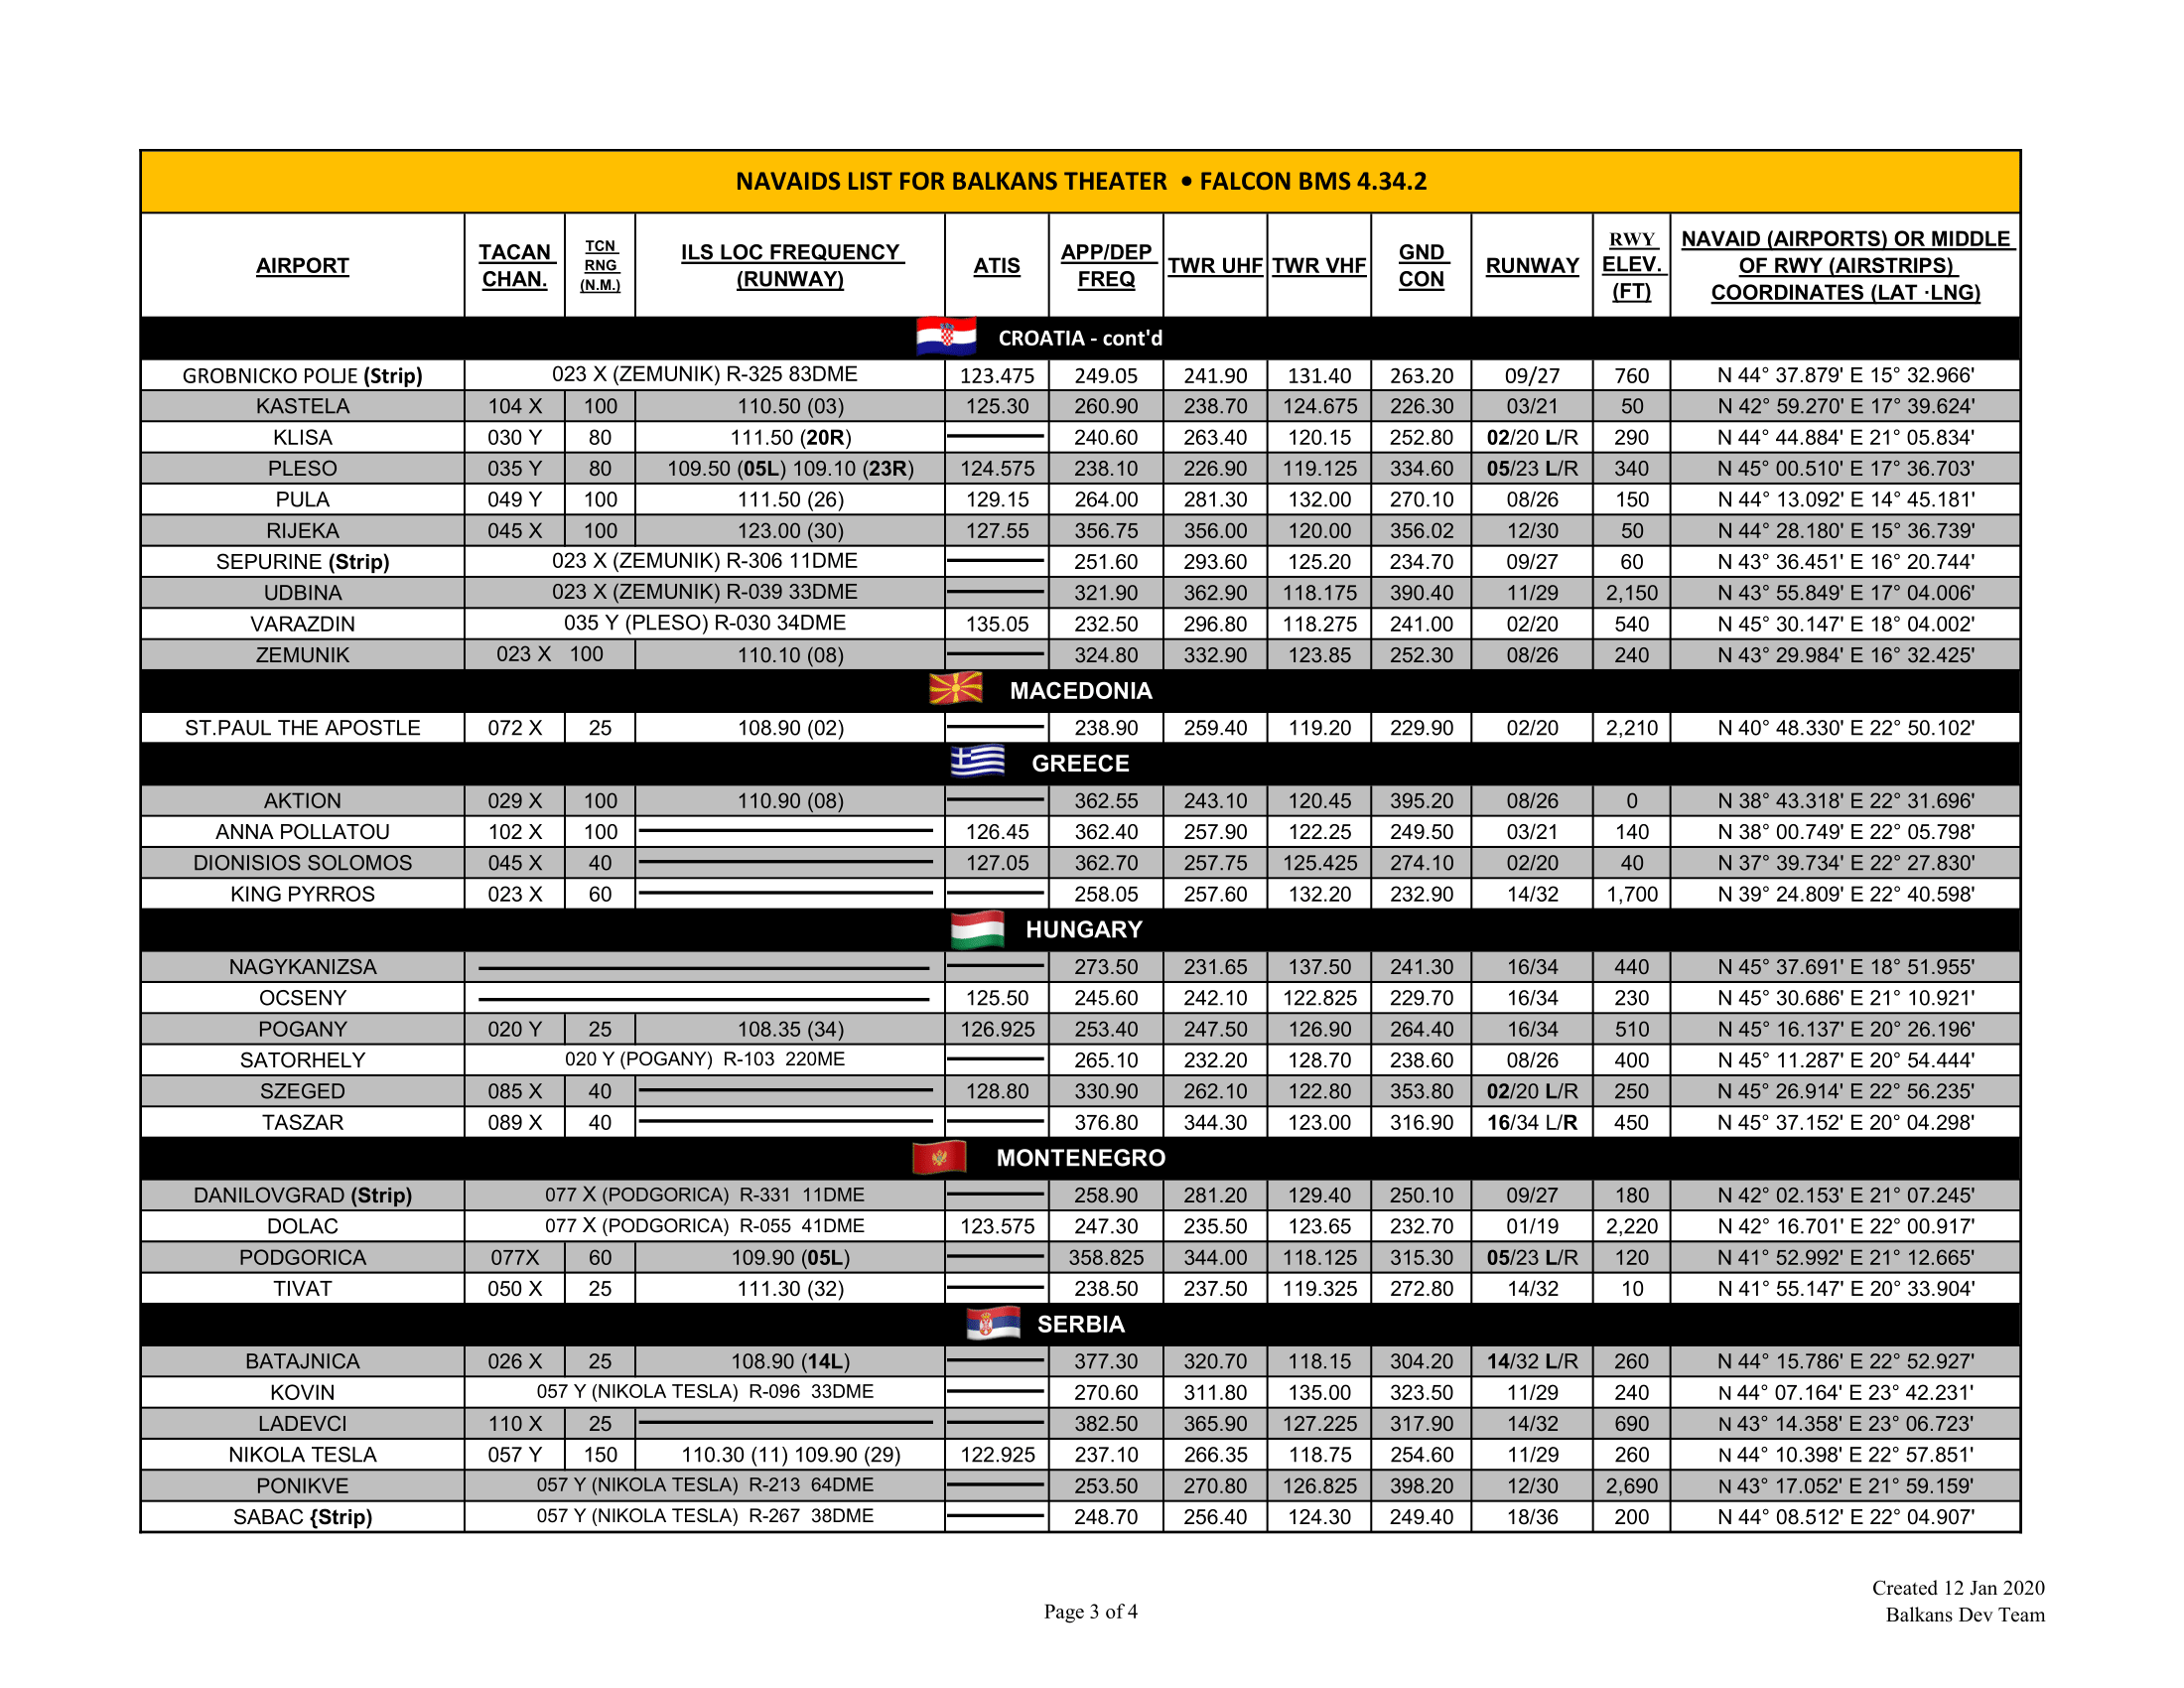 NAVAIDS LIST FOR BALKANS THEATER • FALCON BMS 4.34.2
AIRPORT TACAN CHAN. TCN RNG (N.M.) ILS LOC FREQUENCY (RUNWAY) ATIS APP/DEP FREQ TWR UHF TWR VHF GND CON RUNWAY RWY ELEV. (FT) NAVAID (AIRPORTS) OR MIDDLE OF RWY (AIRSTRIPS) COORDINATES (LAT ·LNG)
CROATIA - cont'd
GROBNICKO POLJE (Strip) 023 X (ZEMUNIK) R-325 83DME 123.475 249.05 241.90 131.40 263.20 09/27 760 N 44° 37.879' E 15° 32.966'
KASTELA 104 X 100 110.50 (03) 125.30 260.90 238.70 124.675 226.30 03/21 50 N 42° 59.270' E 17° 39.624'
KLISA 030 Y 80 111.50 (20R) 240.60 263.40 120.15 252.80 02/20 L/R 290 N 44° 44.884' E 21° 05.834'
PLESO 035 Y 80 109.50 (05L) 109.10 (23R) 124.575 238.10 226.90 119.125 334.60 05/23 L/R 340 N 45° 00.510' E 17° 36.703'
PULA 049 Y 100 111.50 (26) 129.15 264.00 281.30 132.00 270.10 08/26 150 N 44° 13.092' E 14° 45.181'
RIJEKA 045 X 100 123.00 (30) 127.55 356.75 356.00 120.00 356.02 12/30 50 N 44° 28.180' E 15° 36.739'
SEPURINE (Strip) 023 X (ZEMUNIK) R-306 11DME 251.60 293.60 125.20 234.70 09/27 60 N 43° 36.451' E 16° 20.744'
UDBINA 023 X (ZEMUNIK) R-039 33DME 321.90 362.90 118.175 390.40 11/29 2,150 N 43° 55.849' E 17° 04.006'
VARAZDIN 035 Y (PLESO) R-030 34DME 135.05 232.50 296.80 118.275 241.00 02/20 540 N 45° 30.147' E 18° 04.002'
ZEMUNIK 023 X 100 110.10 (08) 324.80 332.90 123.85 252.30 08/26 240 N 43° 29.984' E 16° 32.425'
MACEDONIA
ST.PAUL THE APOSTLE 072 X 25 108.90 (02) 238.90 259.40 119.20 229.90 02/20 2,210 N 40° 48.330' E 22° 50.102'
GREECE
AKTION 029 X 100 110.90 (08) 362.55 243.10 120.45 395.20 08/26 0 N 38° 43.318' E 22° 31.696'
ANNA POLLATOU 102 X 100 126.45 362.40 257.90 122.25 249.50 03/21 140 N 38° 00.749' E 22° 05.798'
DIONISIOS SOLOMOS 045 X 40 127.05 362.70 257.75 125.425 274.10 02/20 40 N 37° 39.734' E 22° 27.830'
KING PYRROS 023 X 60 258.05 257.60 132.20 232.90 14/32 1,700 N 39° 24.809' E 22° 40.598'
HUNGARY
NAGYKANIZSA 273.50 231.65 137.50 241.30 16/34 440 N 45° 37.691' E 18° 51.955'
OCSENY 125.50 245.60 242.10 122.825 229.70 16/34 230 N 45° 30.686' E 21° 10.921'
POGANY 020 Y 25 108.35 (34) 126.925 253.40 247.50 126.90 264.40 16/34 510 N 45° 16.137' E 20° 26.196'
SATORHELY 020 Y (POGANY) R-103 220ME 265.10 232.20 128.70 238.60 08/26 400 N 45° 11.287' E 20° 54.444'
SZEGED 085 X 40 128.80 330.90 262.10 122.80 353.80 02/20 L/R 250 N 45° 26.914' E 22° 56.235'
TASZAR 089 X 40 376.80 344.30 123.00 316.90 16/34 L/R 450 N 45° 37.152' E 20° 04.298'
MONTENEGRO
DANILOVGRAD (Strip) 077 X (PODGORICA) R-331 11DME 258.90 281.20 129.40 250.10 09/27 180 N 42° 02.153' E 21° 07.245'
DOLAC 077 X (PODGORICA) R-055 41DME 123.575 247.30 235.50 123.65 232.70 01/19 2,220 N 42° 16.701' E 22° 00.917'
PODGORICA 077X 60 109.90 (05L) 358.825 344.00 118.125 315.30 05/23 L/R 120 N 41° 52.992' E 21° 12.665'
TIVAT 050 X 25 111.30 (32) 238.50 237.50 119.325 272.80 14/32 10 N 41° 55.147' E 20° 33.904'
SERBIA
BATAJNICA 026 X 25 108.90 (14L) 377.30 320.70 118.15 304.20 14/32 L/R 260 N 44° 15.786' E 22° 52.927'
KOVIN 057 Y (NIKOLA TESLA) R-096 33DME 270.60 311.80 135.00 323.50 11/29 240 N 44° 07.164' E 23° 42.231'
LADEVCI 110 X 25 382.50 365.90 127.225 317.90 14/32 690 N 43° 14.358' E 23° 06.723'
NIKOLA TESLA 057 Y 150 110.30 (11) 109.90 (29) 122.925 237.10 266.35 118.75 254.60 11/29 260 N 44° 10.398' E 22° 57.851'
PONIKVE 057 Y (NIKOLA TESLA) R-213 64DME 253.50 270.80 126.825 398.20 12/30 2,690 N 43° 17.052' E 21° 59.159'
SABAC {Strip) 057 Y (NIKOLA TESLA) R-267 38DME 248.70 256.40 124.30 249.40 18/36 200 N 44° 08.512' E 22° 04.907'
Created 12 Jan 2020
Page 3 of 4
Balkans Dev Team